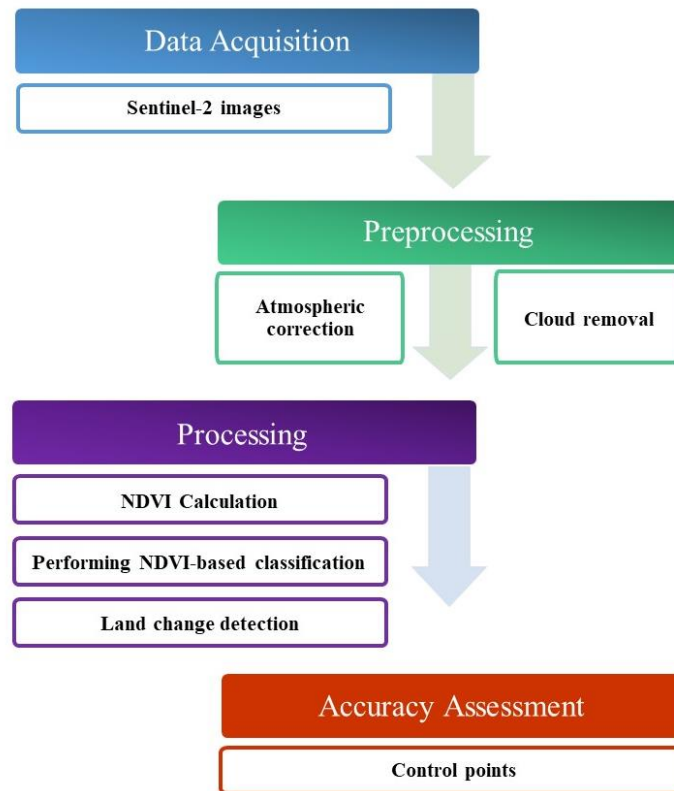 Data Acquisition
Sentinel-2 images
Preprocessing
Atmospheric
correction
Cloud removal
Processing
NDVI Calculation
Performing NDVI-based classification
Land change detection
Accuracy Assessment
Control points